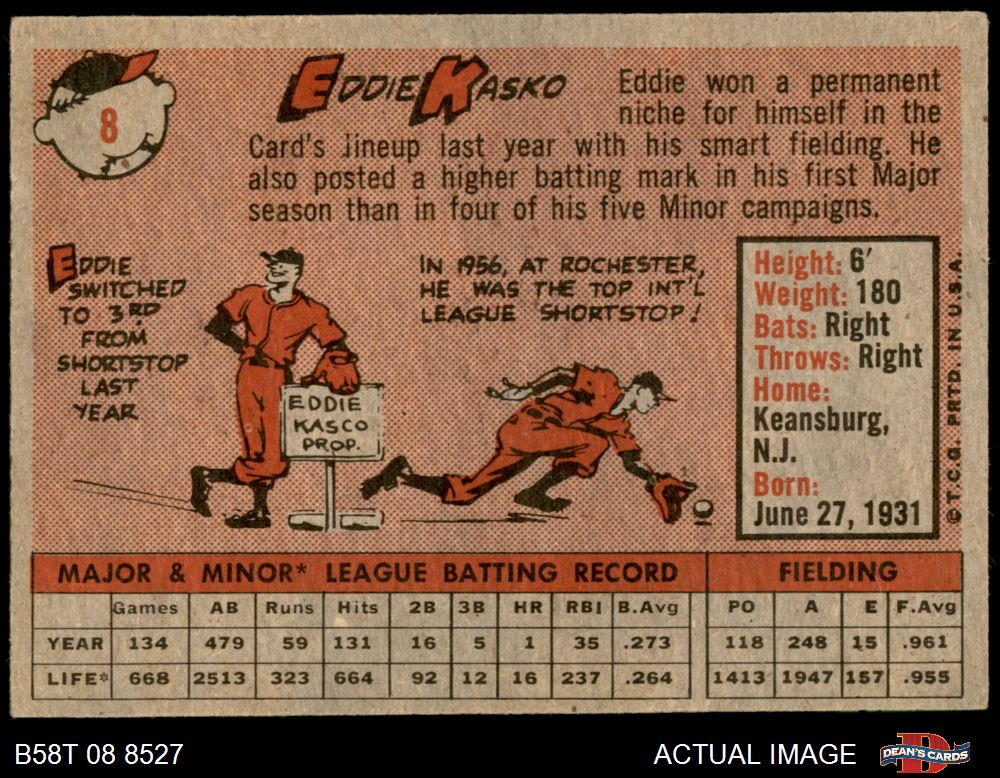 8
EDDIE KASKO
Eddie won a permanent
niche for himself in the
Card's lineup last year with his smart fielding. He
also posted a higher batting mark in his first Major
season than in four of his five Minor campaigns.
EDDIE
SWITCHED
TO 3RD
FROM
SHORTSTOP
LAST
YEAR
EDDIE
KASCO
PROP.
IN 1956, AT ROCHESTER,
HE WAS THE TOP INT'L
LEAGUE SHORTSTOP!
Height: 6'
Weight: 180
Bats: Right
Throws: Right
Home:
Keansburg,
N.J.
Born:
June 27, 1931
© T.C.G. PRTD. IN U.S.A.
MAJOR & MINOR* LEAGUE BATTING RECORD FIELDING
Games AB Runs Hits 2B 3B HR RBI B.Avg PO A E F.Avg
YEAR 134 479 59 131 16 5 1 35 .273 118 248 15 .961
LIFE* 668 2513 323 664 92 12 16 237 .264 1413 1947 157 .955
B58T 08 8527
ACTUAL IMAGE
DEAN'S CARDS